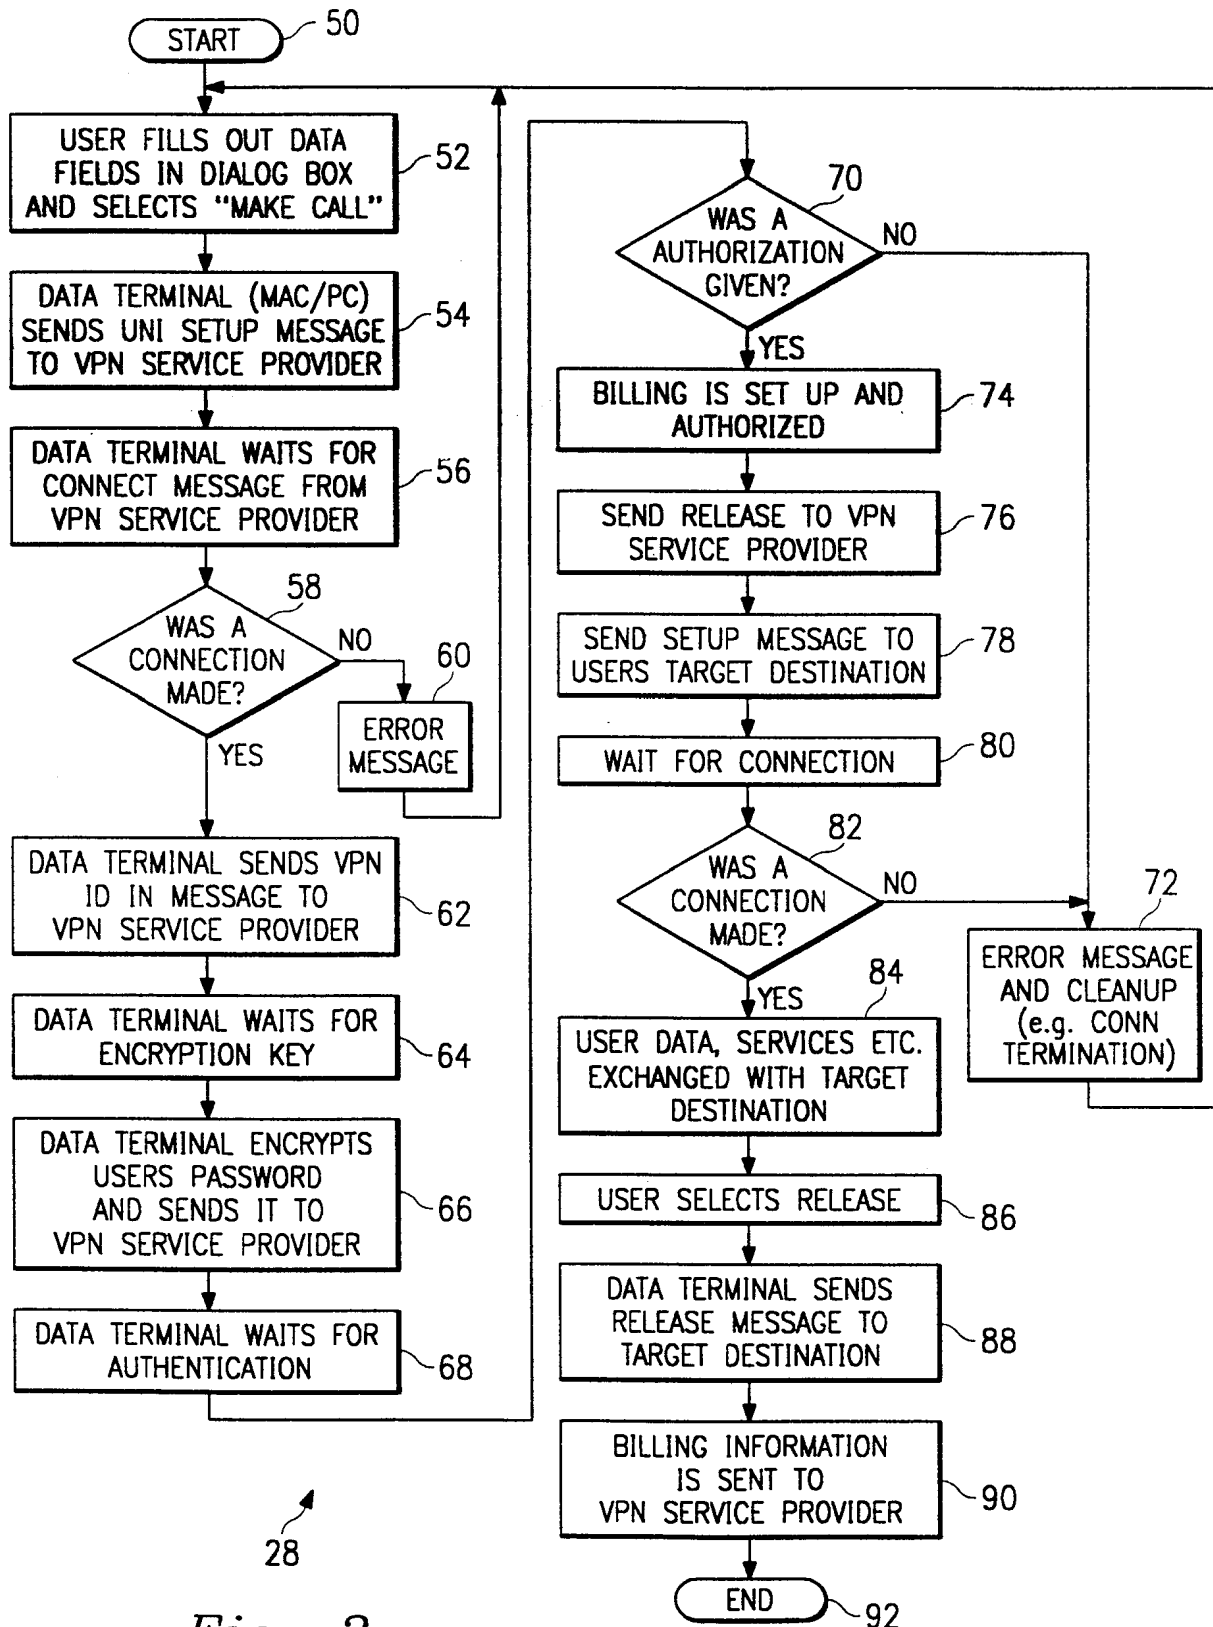 START
50
USER FILLS OUT DATA
FIELDS IN DIALOG BOX
AND SELECTS "MAKE CALL"
52
DATA TERMINAL (MAC/PC)
SENDS UNI SETUP MESSAGE
TO VPN SERVICE PROVIDER
54
DATA TERMINAL WAITS FOR
CONNECT MESSAGE FROM
VPN SERVICE PROVIDER
56
WAS A
CONNECTION
MADE?
58
NO
YES
60
ERROR
MESSAGE
DATA TERMINAL SENDS VPN
ID IN MESSAGE TO
VPN SERVICE PROVIDER
62
DATA TERMINAL WAITS FOR
ENCRYPTION KEY
64
DATA TERMINAL ENCRYPTS
USERS PASSWORD
AND SENDS IT TO
VPN SERVICE PROVIDER
66
DATA TERMINAL WAITS FOR
AUTHENTICATION
68
28
WAS A
AUTHORIZATION
GIVEN?
70
NO
YES
BILLING IS SET UP AND
AUTHORIZED
74
SEND RELEASE TO VPN
SERVICE PROVIDER
76
SEND SETUP MESSAGE TO
USERS TARGET DESTINATION
78
WAIT FOR CONNECTION
80
WAS A
CONNECTION
MADE?
82
NO
YES
72
ERROR MESSAGE
AND CLEANUP
(e.g. CONN
TERMINATION)
84
USER DATA, SERVICES ETC.
EXCHANGED WITH TARGET
DESTINATION
USER SELECTS RELEASE
86
DATA TERMINAL SENDS
RELEASE MESSAGE TO
TARGET DESTINATION
88
BILLING INFORMATION
IS SENT TO
VPN SERVICE PROVIDER
90
END
92